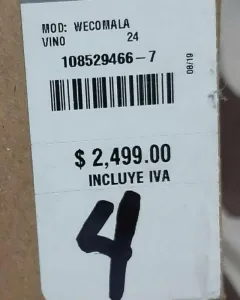 MOD: WECOMALA
VINO 24
108529466-7
08/19
$ 2,499.00
INCLUYE IVA
4